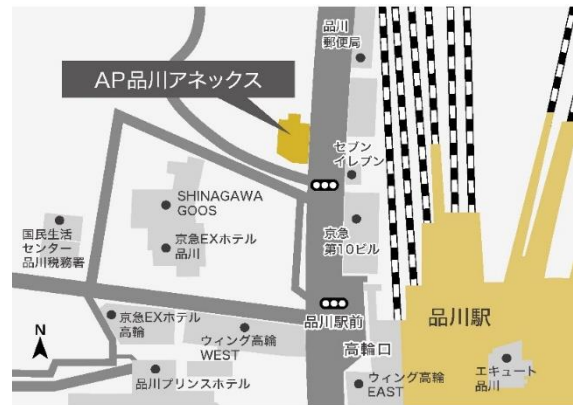 品川
郵便局
AP品川アネックス
セブン
イレブン
SHINAGAWA
GOOS
国民生活
センター
品川税務署
京急EXホテル
品川
京急
第10ビル
京急EXホテル
高輪
ウィング高輪
WEST
品川駅前
品川駅
N
高輪口
品川プリンスホテル
ウィング高輪
EAST
エキュート
品川